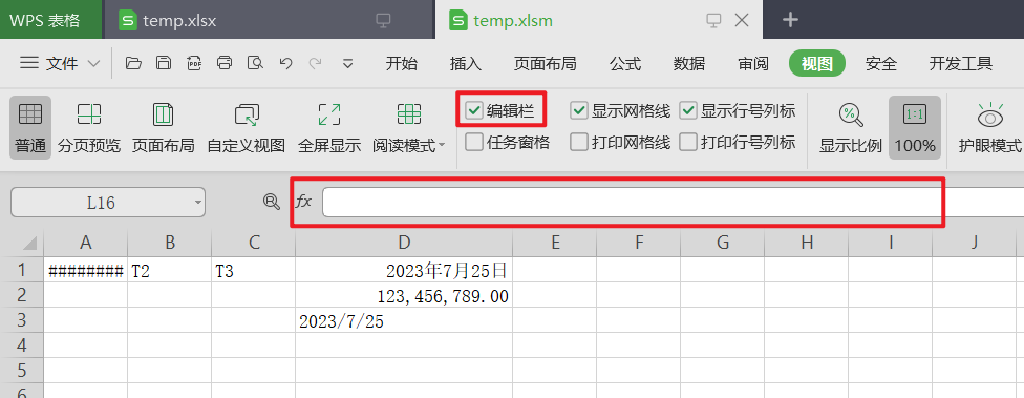 WPS 表格 S temp.xlsx S temp.xlsm
文件 PDF 开始 插入 页面布局 公式 数据 审阅 视图 安全 开发工具
编辑栏 显示网格线 显示行号列标
普通 分页预览 页面布局 自定义视图 全屏显示 阅读模式 任务窗格 打印网格线 打印行号列标 显示比例 1:1 100% 护眼模式
L16 fx
A B C D E F G H I J
1 ######## T2 T3 2023年7月25日
2 123,456,789.00
3 2023/7/25
4
5
6